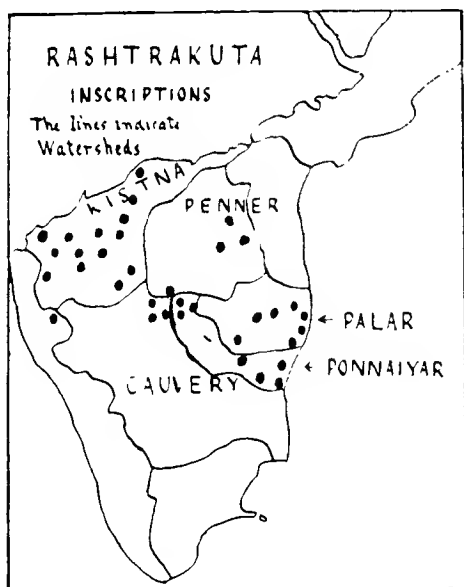 RASHTRAKUTA
INSCRIPTIONS
The lines indicate
Watersheds
KISTNA
PENNER
← PALAR
← PONNAIYAR
CAUVERY